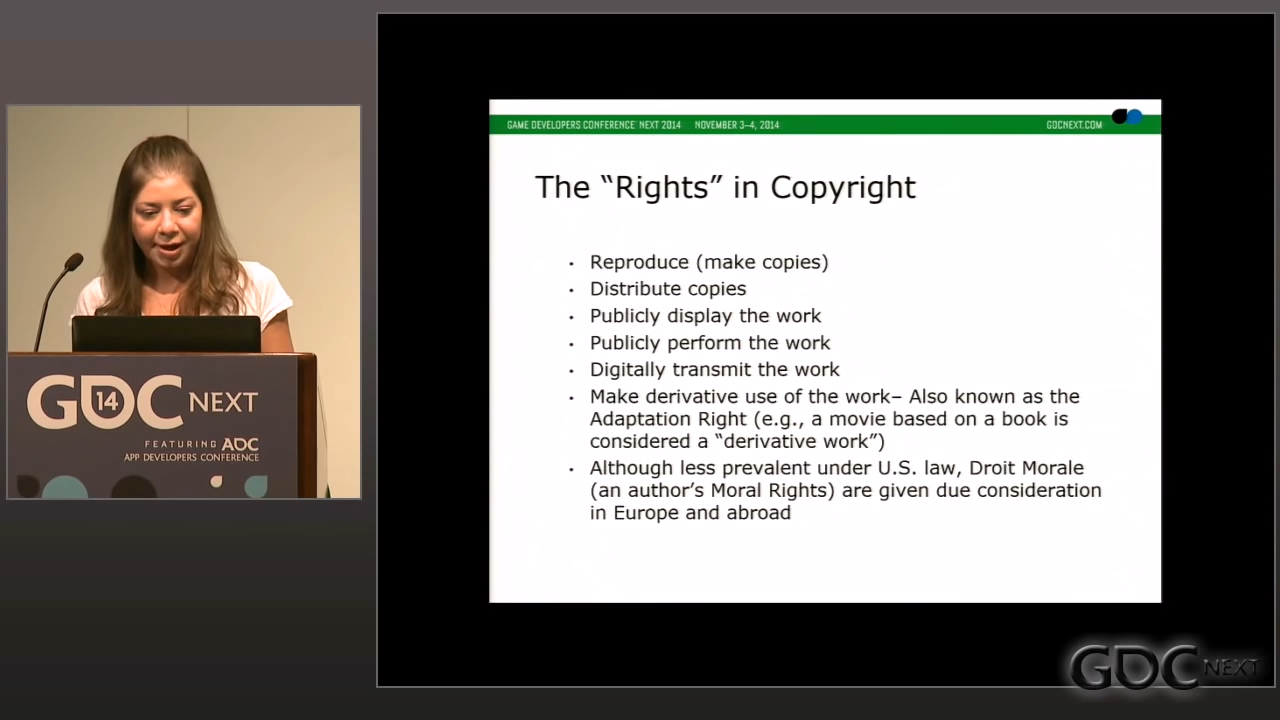 GAME DEVELOPERS CONFERENCE NEXT 2014 NOVEMBER 3–4, 2014 GDCNEXT.COM
The “Rights” in Copyright
• Reproduce (make copies)
• Distribute copies
• Publicly display the work
• Publicly perform the work
• Digitally transmit the work
• Make derivative use of the work– Also known as the
Adaptation Right (e.g., a movie based on a book is
considered a “derivative work”)
• Although less prevalent under U.S. law, Droit Morale
(an author’s Moral Rights) are given due consideration
in Europe and abroad
GDC 14 NEXT
FEATURING ADC
APP DEVELOPERS CONFERENCE
GDC NEXT